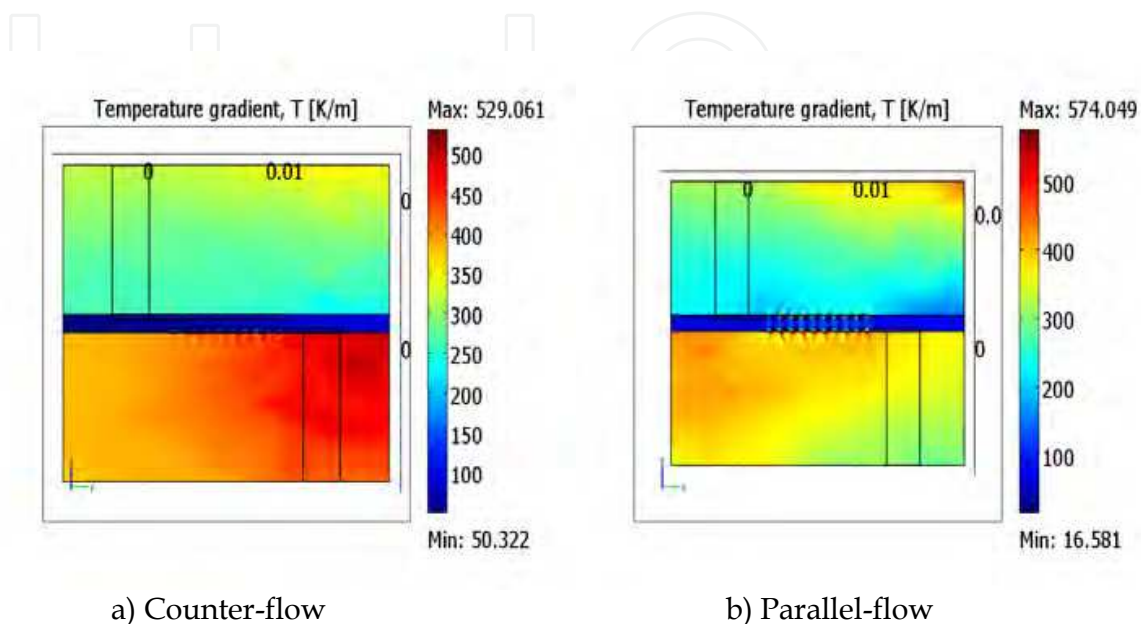 Temperature gradient, T [K/m]
Max: 529.061
0
0.01
0
0
500
450
400
350
300
250
200
150
100
Min: 50.322
a) Counter-flow
Temperature gradient, T [K/m]
Max: 574.049
0
0.01
0.0
0
500
400
300
200
100
Min: 16.581
b) Parallel-flow